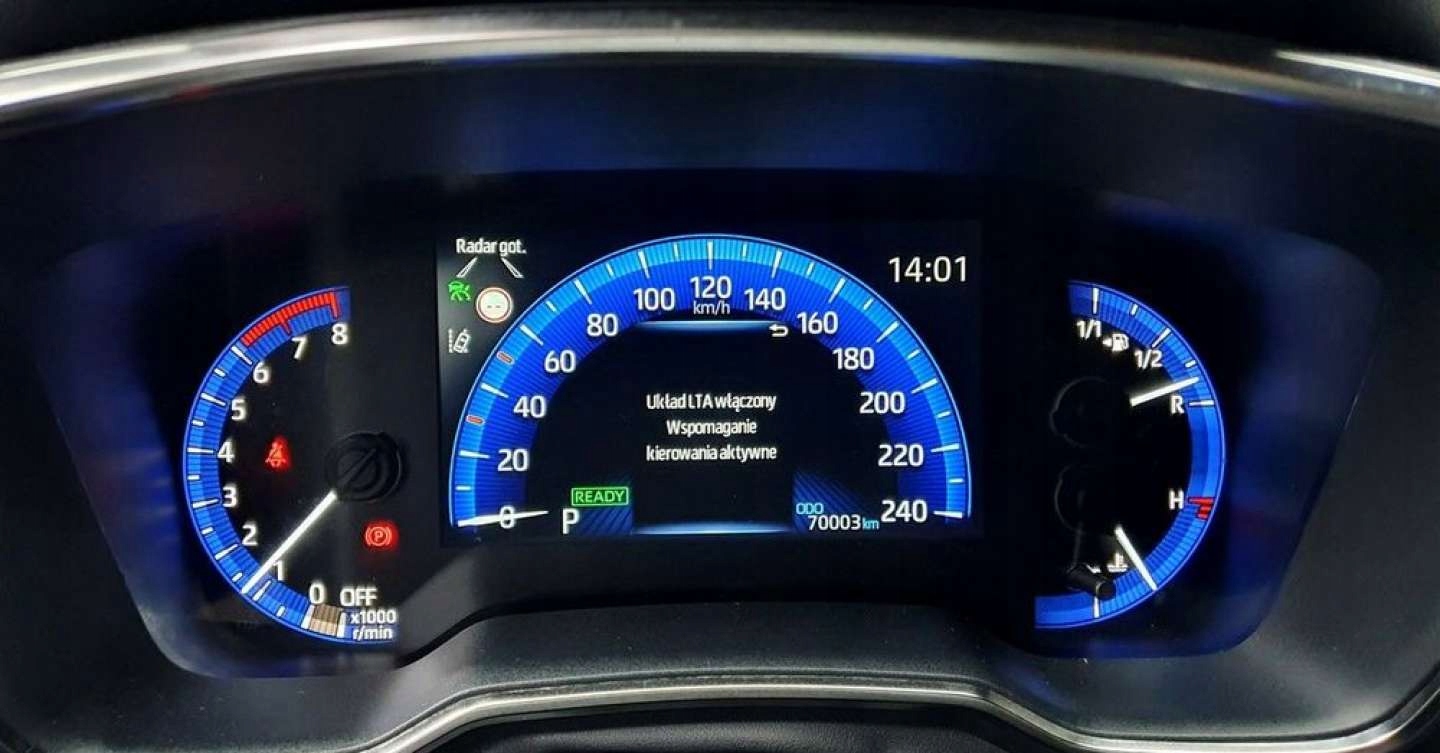 Radar got.
14:01
8
7
6
5
4
3
2
1
0 OFF
x1000
r/min
0
20
40
60
80
100
120
140
160
180
200
220
240
km/h
Układ LTA włączony
Wspomaganie
kierowania aktywne
READY
P
ODO
70003 km
P
1/1
1/2
R
H